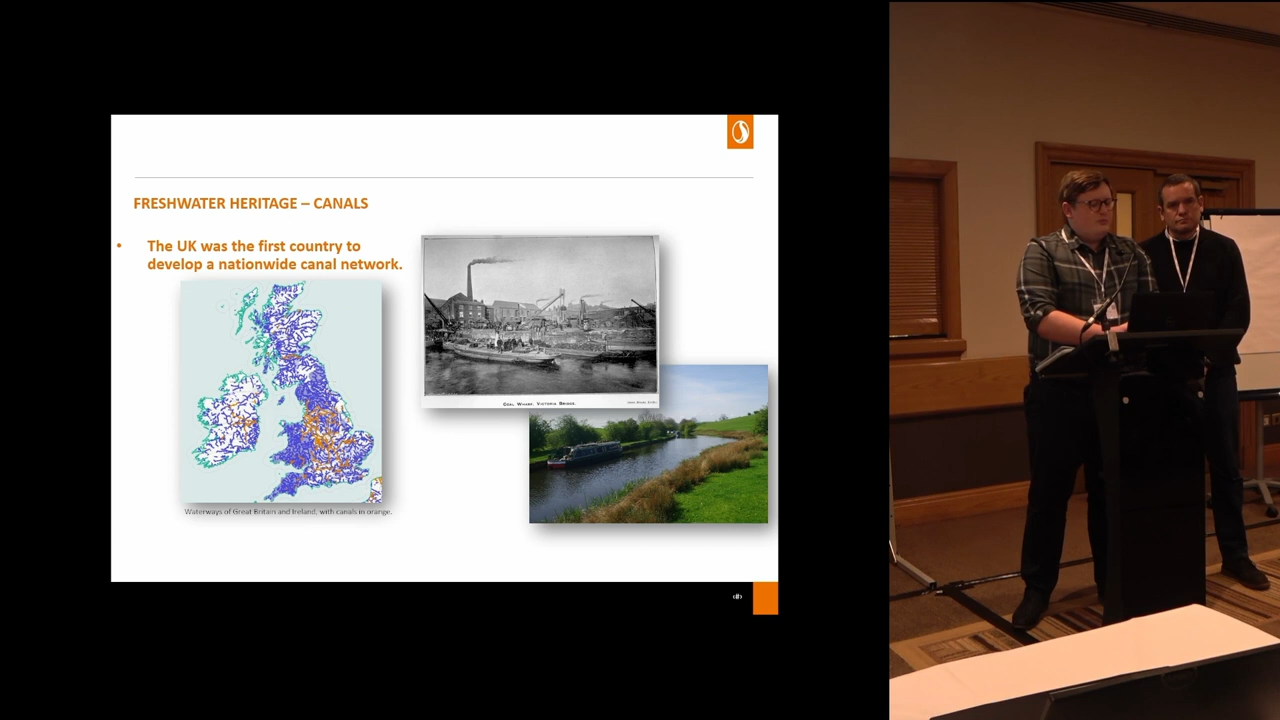 FRESHWATER HERITAGE – CANALS
• The UK was the first country to
develop a nationwide canal network.
COAL WHARF, VICTORIA BRIDGE.
Waterways of Great Britain and Ireland, with canals in orange.